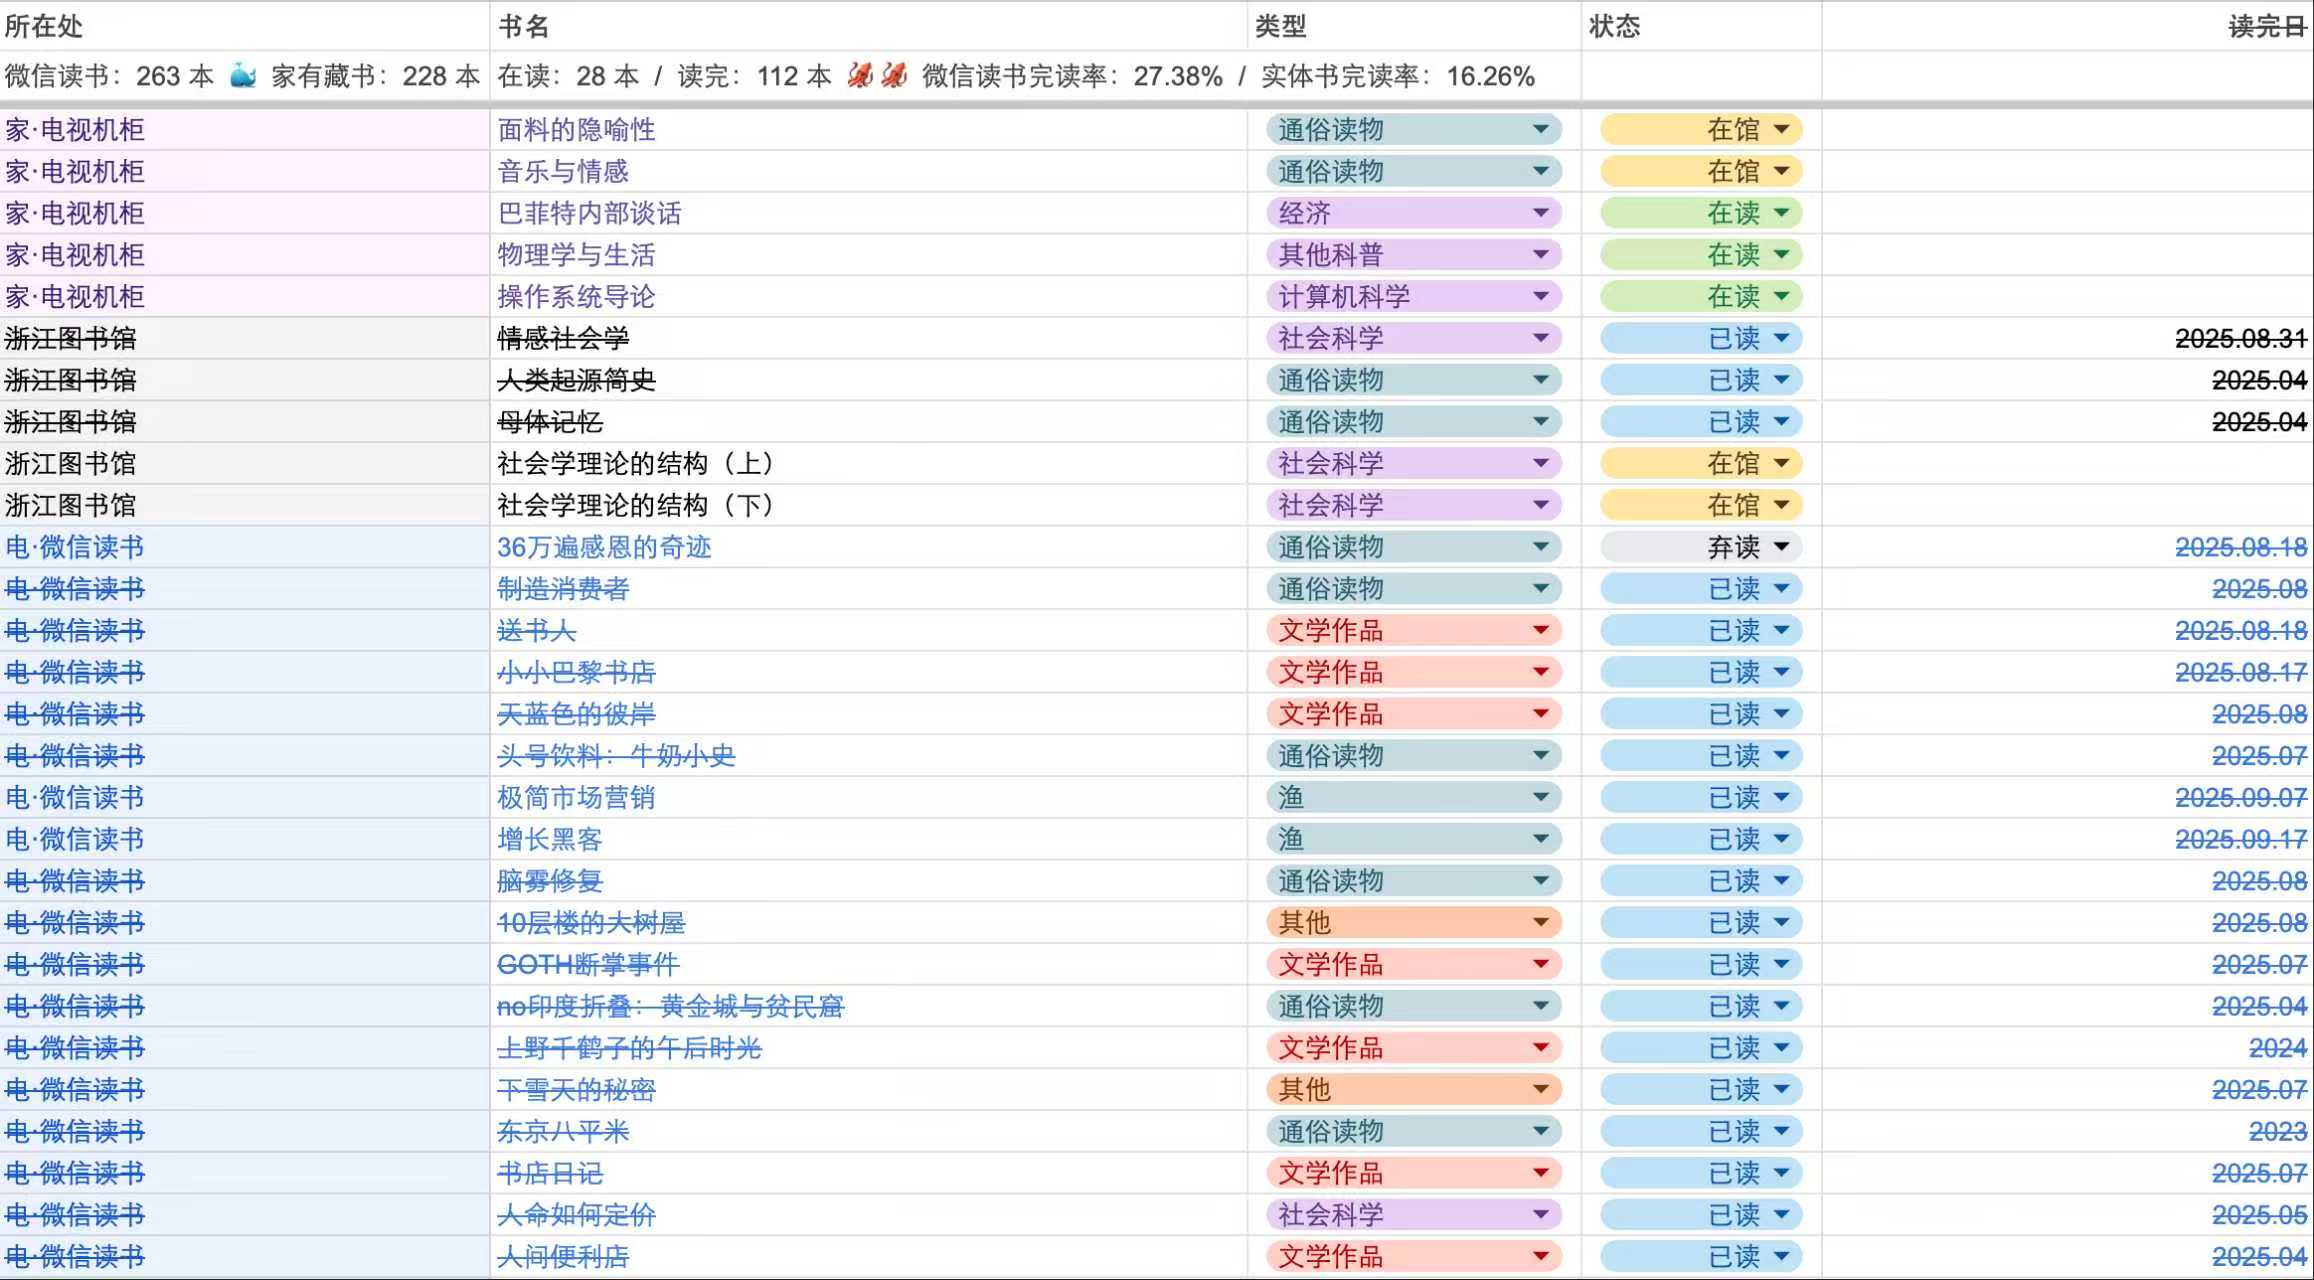 所在处 书名 类型 状态 读完日
微信读书：263 本 🐳 家有藏书：228 本 在读：28 本 / 读完：112 本 🦑🦑 微信读书完读率：27.38% / 实体书完读率：16.26%
家·电视机柜 面料的隐喻性 通俗读物 在馆
家·电视机柜 音乐与情感 通俗读物 在馆
家·电视机柜 巴菲特内部谈话 经济 在读
家·电视机柜 物理学与生活 其他科普 在读
家·电视机柜 操作系统导论 计算机科学 在读
浙江图书馆 情感社会学 社会科学 已读 2025.08.31
浙江图书馆 人类起源简史 通俗读物 已读 2025.04
浙江图书馆 母体记忆 通俗读物 已读 2025.04
浙江图书馆 社会学理论的结构（上） 社会科学 在馆
浙江图书馆 社会学理论的结构（下） 社会科学 在馆
电·微信读书 36万遍感恩的奇迹 通俗读物 弃读 2025.08.18
电·微信读书 制造消费者 通俗读物 已读 2025.08
电·微信读书 送书人 文学作品 已读 2025.08.18
电·微信读书 小小巴黎书店 文学作品 已读 2025.08.17
电·微信读书 天蓝色的彼岸 文学作品 已读 2025.08
电·微信读书 头号饮料：牛奶小史 通俗读物 已读 2025.07
电·微信读书 极简市场营销 渔 已读 2025.09.07
电·微信读书 增长黑客 渔 已读 2025.09.17
电·微信读书 脑雾修复 通俗读物 已读 2025.08
电·微信读书 10层楼的大树屋 其他 已读 2025.08
电·微信读书 GOTH断掌事件 文学作品 已读 2025.07
电·微信读书 no印度折叠：黄金城与贫民窟 通俗读物 已读 2025.04
电·微信读书 上野千鹤子的午后时光 文学作品 已读 2024
电·微信读书 下雪天的秘密 其他 已读 2025.07
电·微信读书 东京八平米 通俗读物 已读 2023
电·微信读书 书店日记 文学作品 已读 2025.07
电·微信读书 人命如何定价 社会科学 已读 2025.05
电·微信读书 人间便利店 文学作品 已读 2025.04